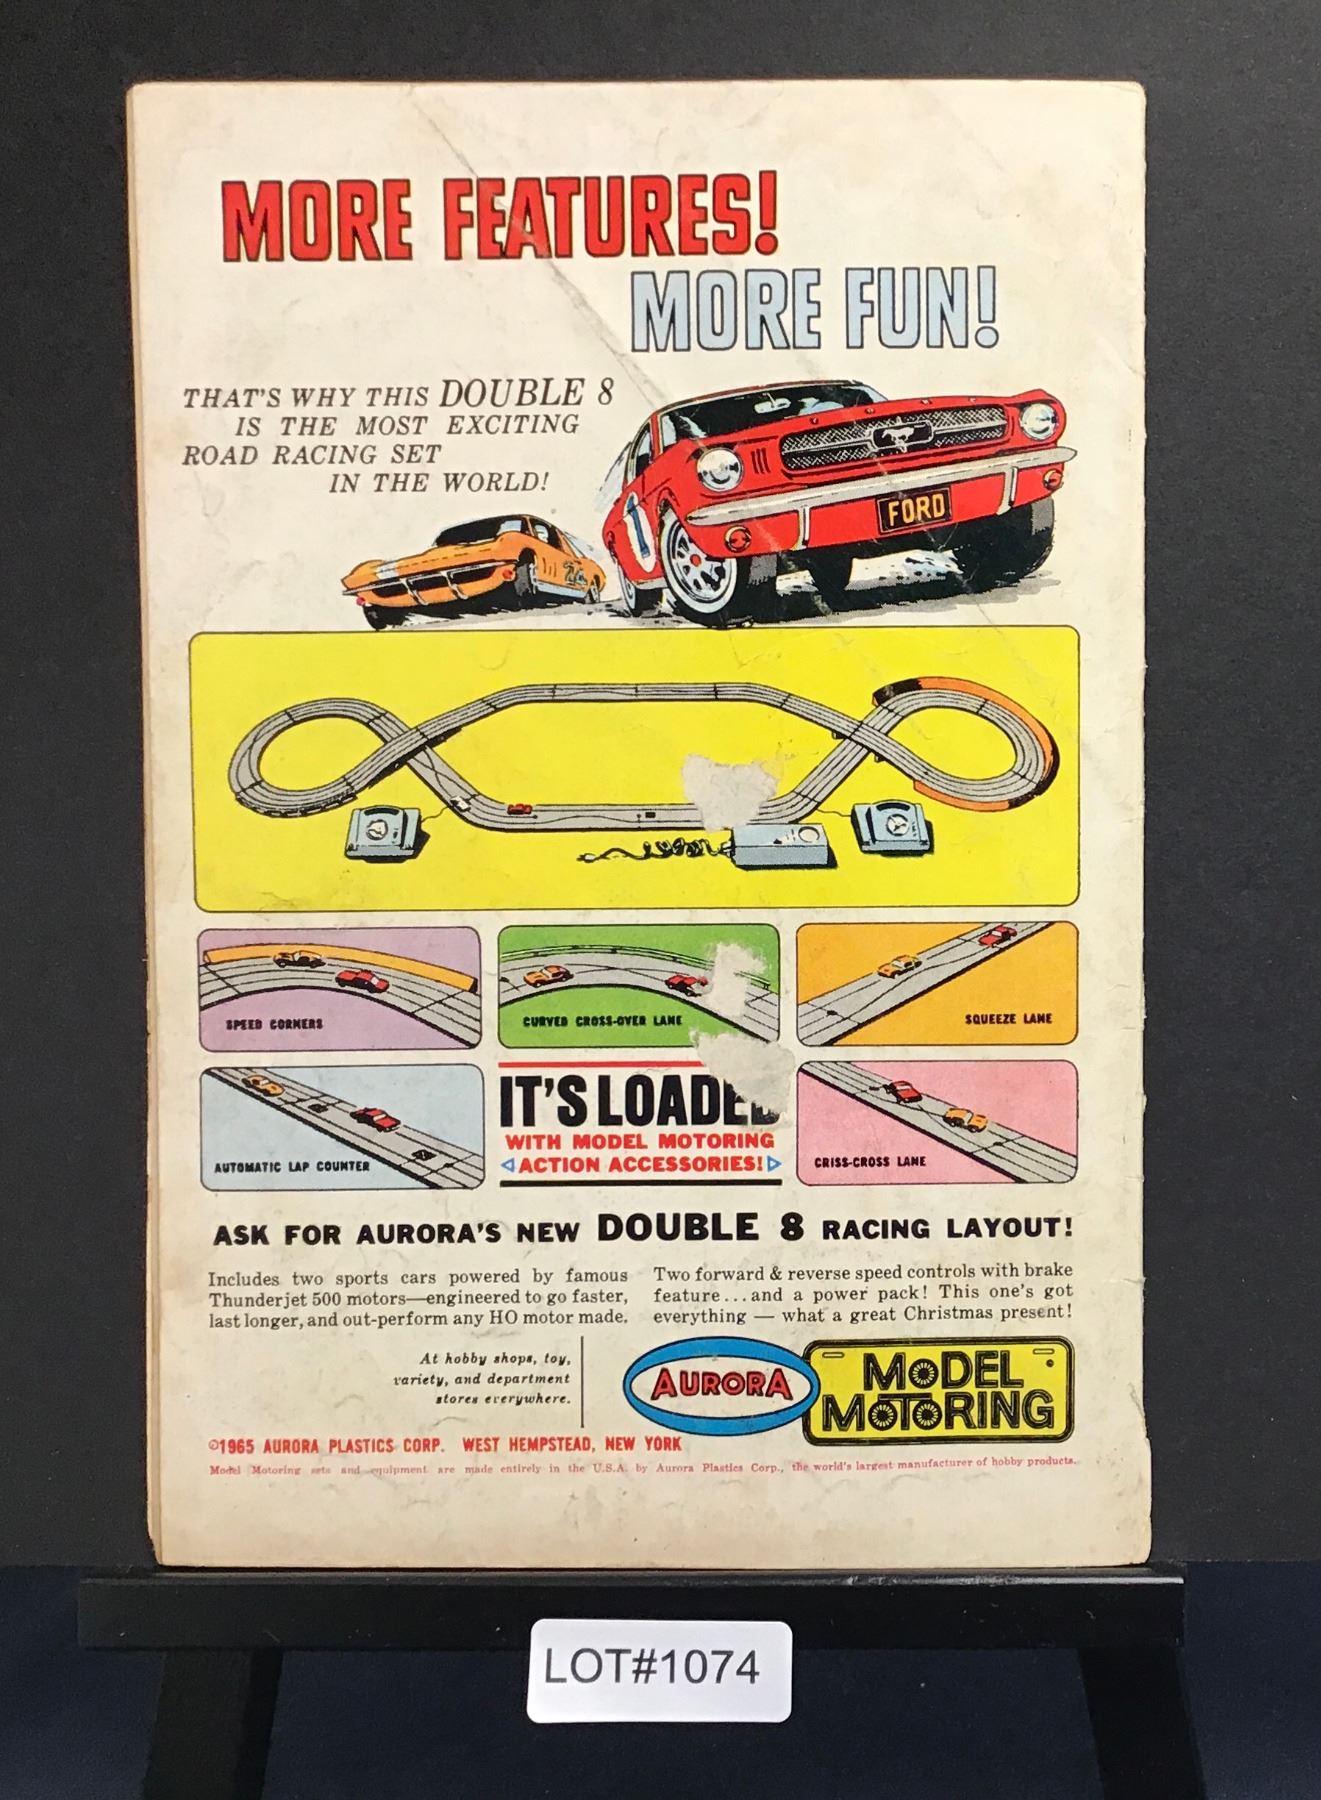 MORE FEATURES!
MORE FUN!
THAT'S WHY THIS DOUBLE 8
IS THE MOST EXCITING
ROAD RACING SET
IN THE WORLD!
1
FORD
SPEED CORNERS
CURVED CROSS-OVER LANE
SQUEEZE LANE
AUTOMATIC LAP COUNTER
IT'S LOADED
WITH MODEL MOTORING
ACTION ACCESSORIES!
CRISS-CROSS LANE
ASK FOR AURORA'S NEW DOUBLE 8 RACING LAYOUT!
Includes two sports cars powered by famous
Thunderjet 500 motors—engineered to go faster,
last longer, and out-perform any HO motor made.
Two forward & reverse speed controls with brake
feature...and a power pack! This one's got
everything — what a great Christmas present!
At hobby shops, toy,
variety, and department
stores everywhere.
AURORA
MODEL
MOTORING
©1965 AURORA PLASTICS CORP. WEST HEMPSTEAD, NEW YORK
Model Motoring sets and equipment are made entirely in the U.S.A. by Aurora Plastics Corp., the world's largest manufacturer of hobby products.
LOT#1074